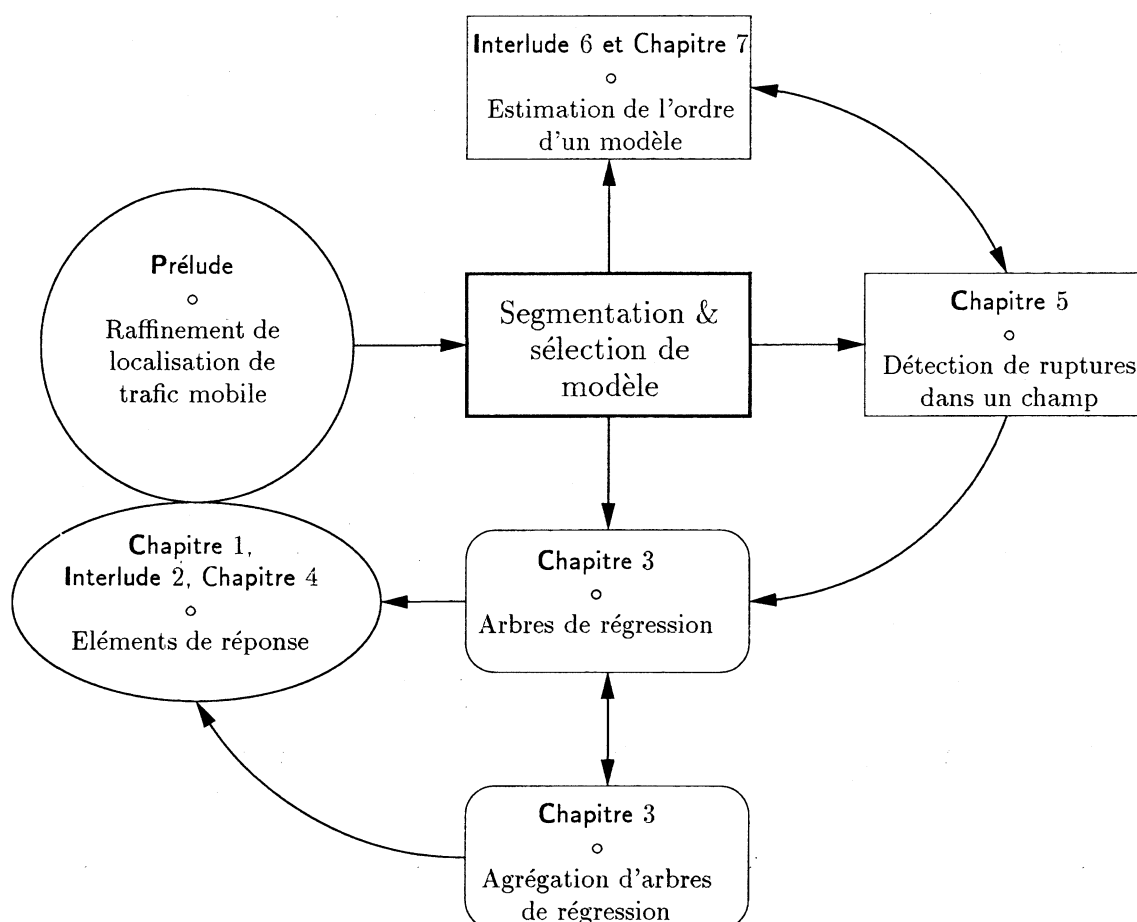 Interlude 6 et Chapitre 7
Estimation de l'ordre
d'un modèle
Prélude
Raffinement de
localisation de
trafic mobile
Segmentation &
sélection de
modèle
Chapitre 5
Détection de ruptures
dans un champ
Chapitre 1,
Interlude 2, Chapitre 4
Eléments de réponse
Chapitre 3
Arbres de régression
Chapitre 3
Agrégation d'arbres
de régression